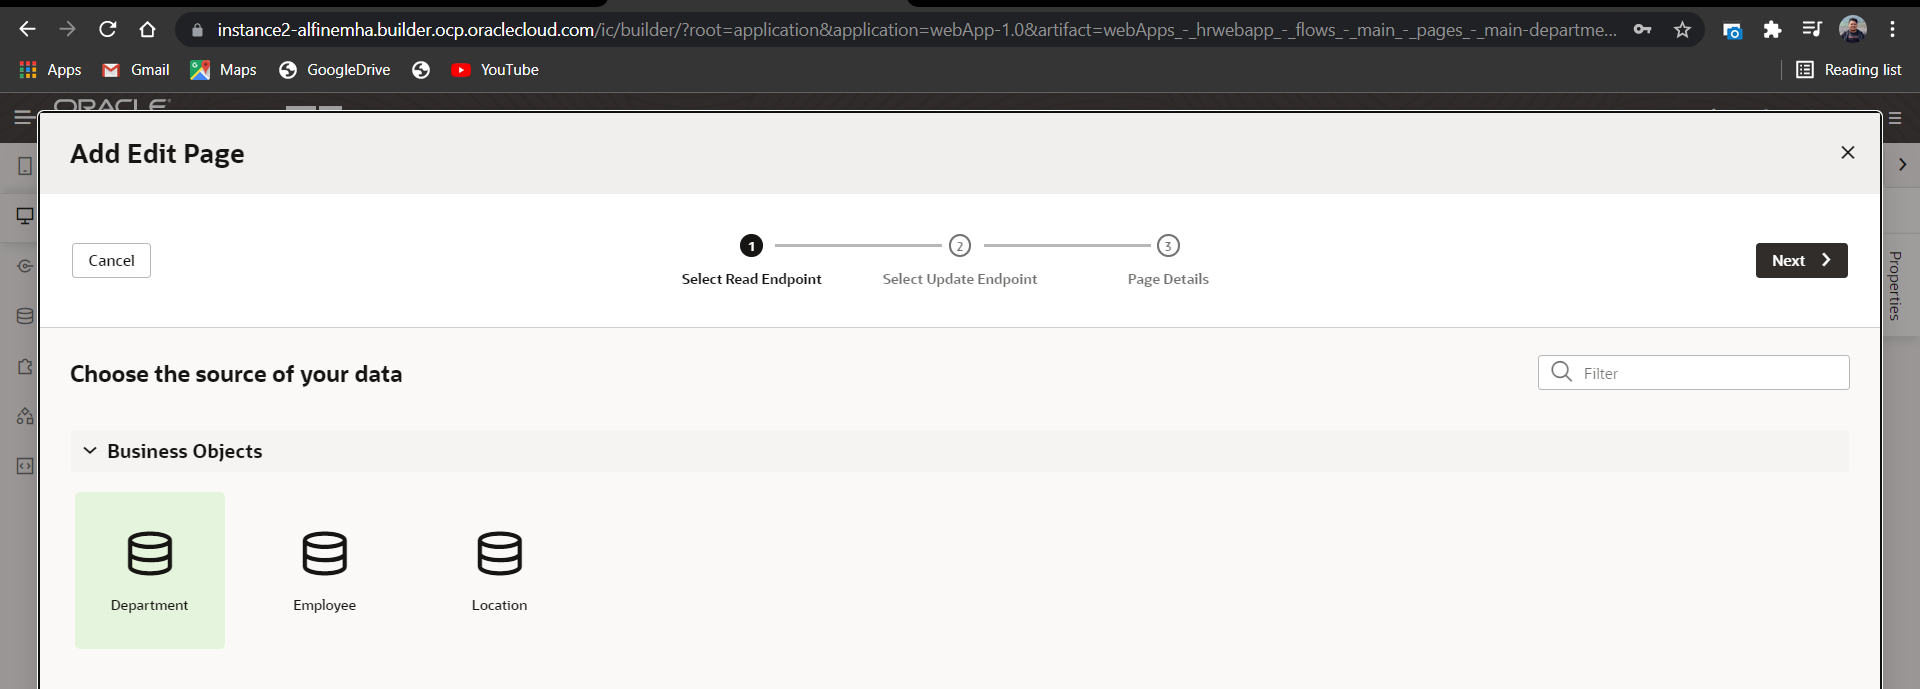 instance2-alfinemha.builder.ocp.oraclecloud.com/ic/builder/?root=application&application=webApp-1.0&artifact=webApps_-_hrwebapp_-_flows_-_main_-_pages_-_main-departme...
Apps Gmail Maps GoogleDrive YouTube Reading list
ORACLE
Add Edit Page
Cancel
1 2 3
Select Read Endpoint Select Update Endpoint Page Details
Next
Properties
Choose the source of your data
Filter
Business Objects
Department Employee Location